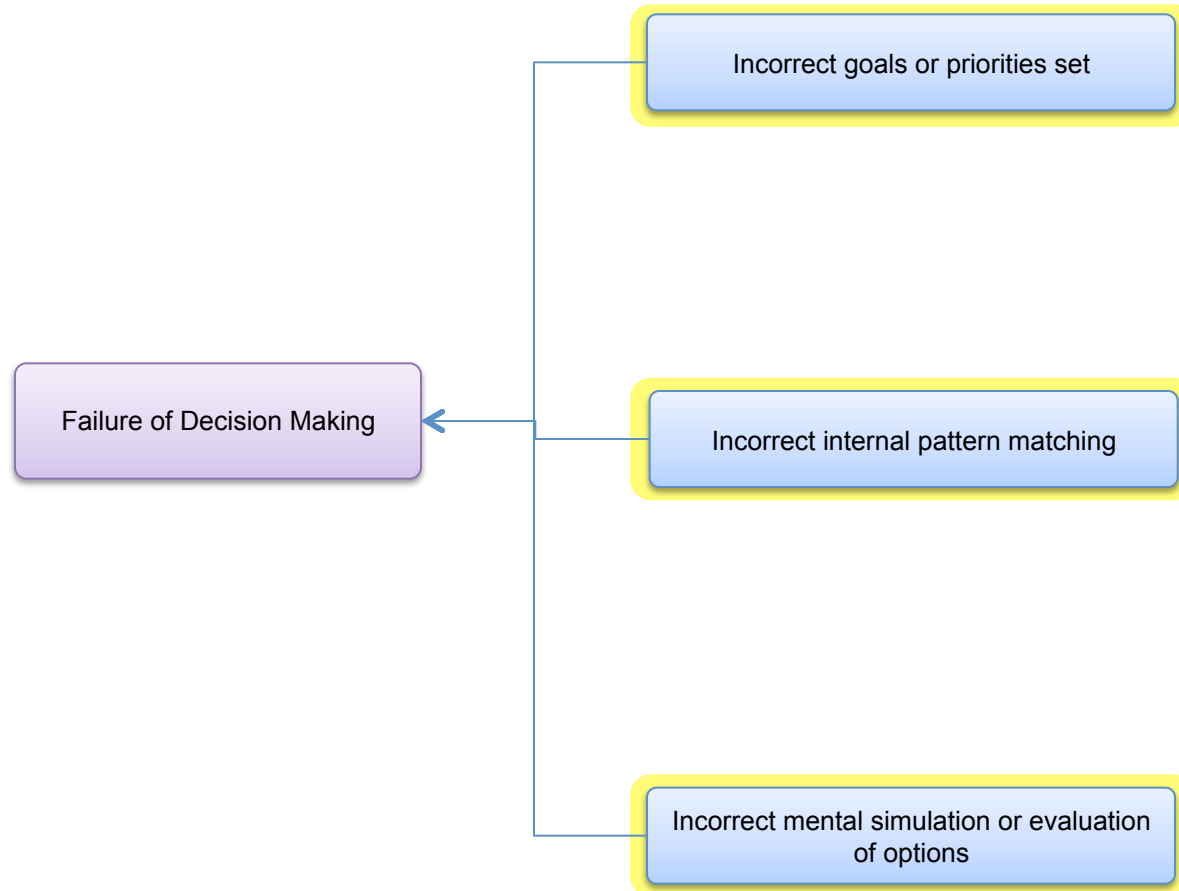 Incorrect goals or priorities set
Failure of Decision Making
Incorrect internal pattern matching
Incorrect mental simulation or evaluation
of options